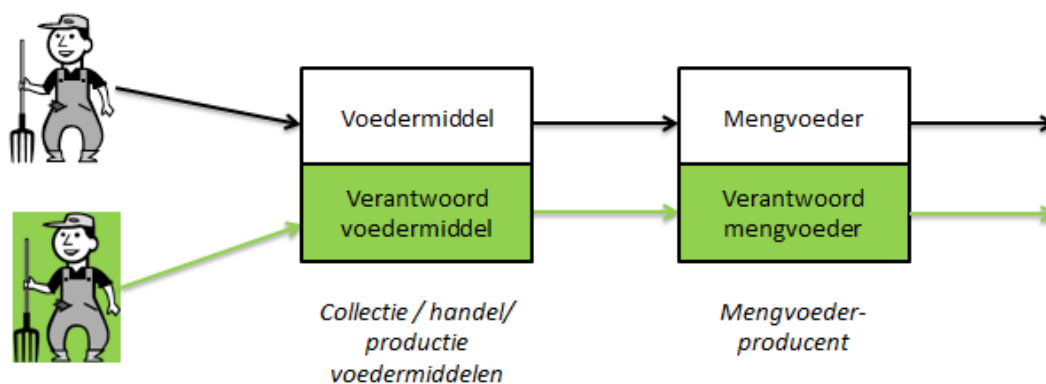 Voedermiddel
Mengvoeder
Verantwoord
voedermiddel
Verantwoord
mengvoeder
Collectie / handel/
productie
voedermiddelen
Mengvoeder-
producent